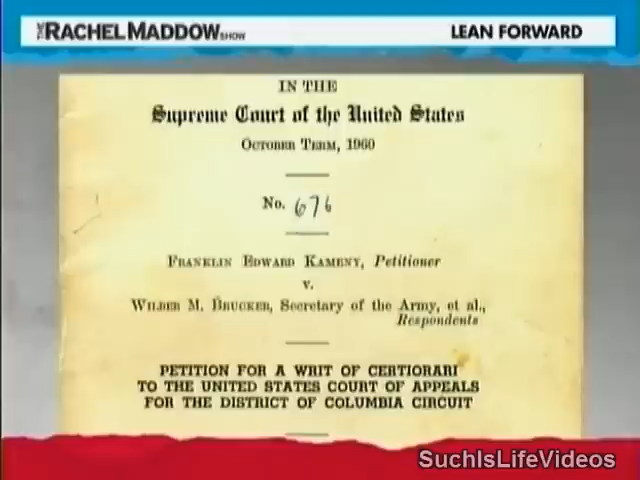 THE RACHEL MADDOW SHOW
LEAN FORWARD
IN THE
Supreme Court of the United States
OCTOBER TERM, 1960
No. 676
FRANKLIN EDWARD KAMENY, Petitioner
v.
WILBER M. BRUCKER, Secretary of the Army, et al.,
Respondents
PETITION FOR A WRIT OF CERTIORARI
TO THE UNITED STATES COURT OF APPEALS
FOR THE DISTRICT OF COLUMBIA CIRCUIT
SuchIsLifeVideos